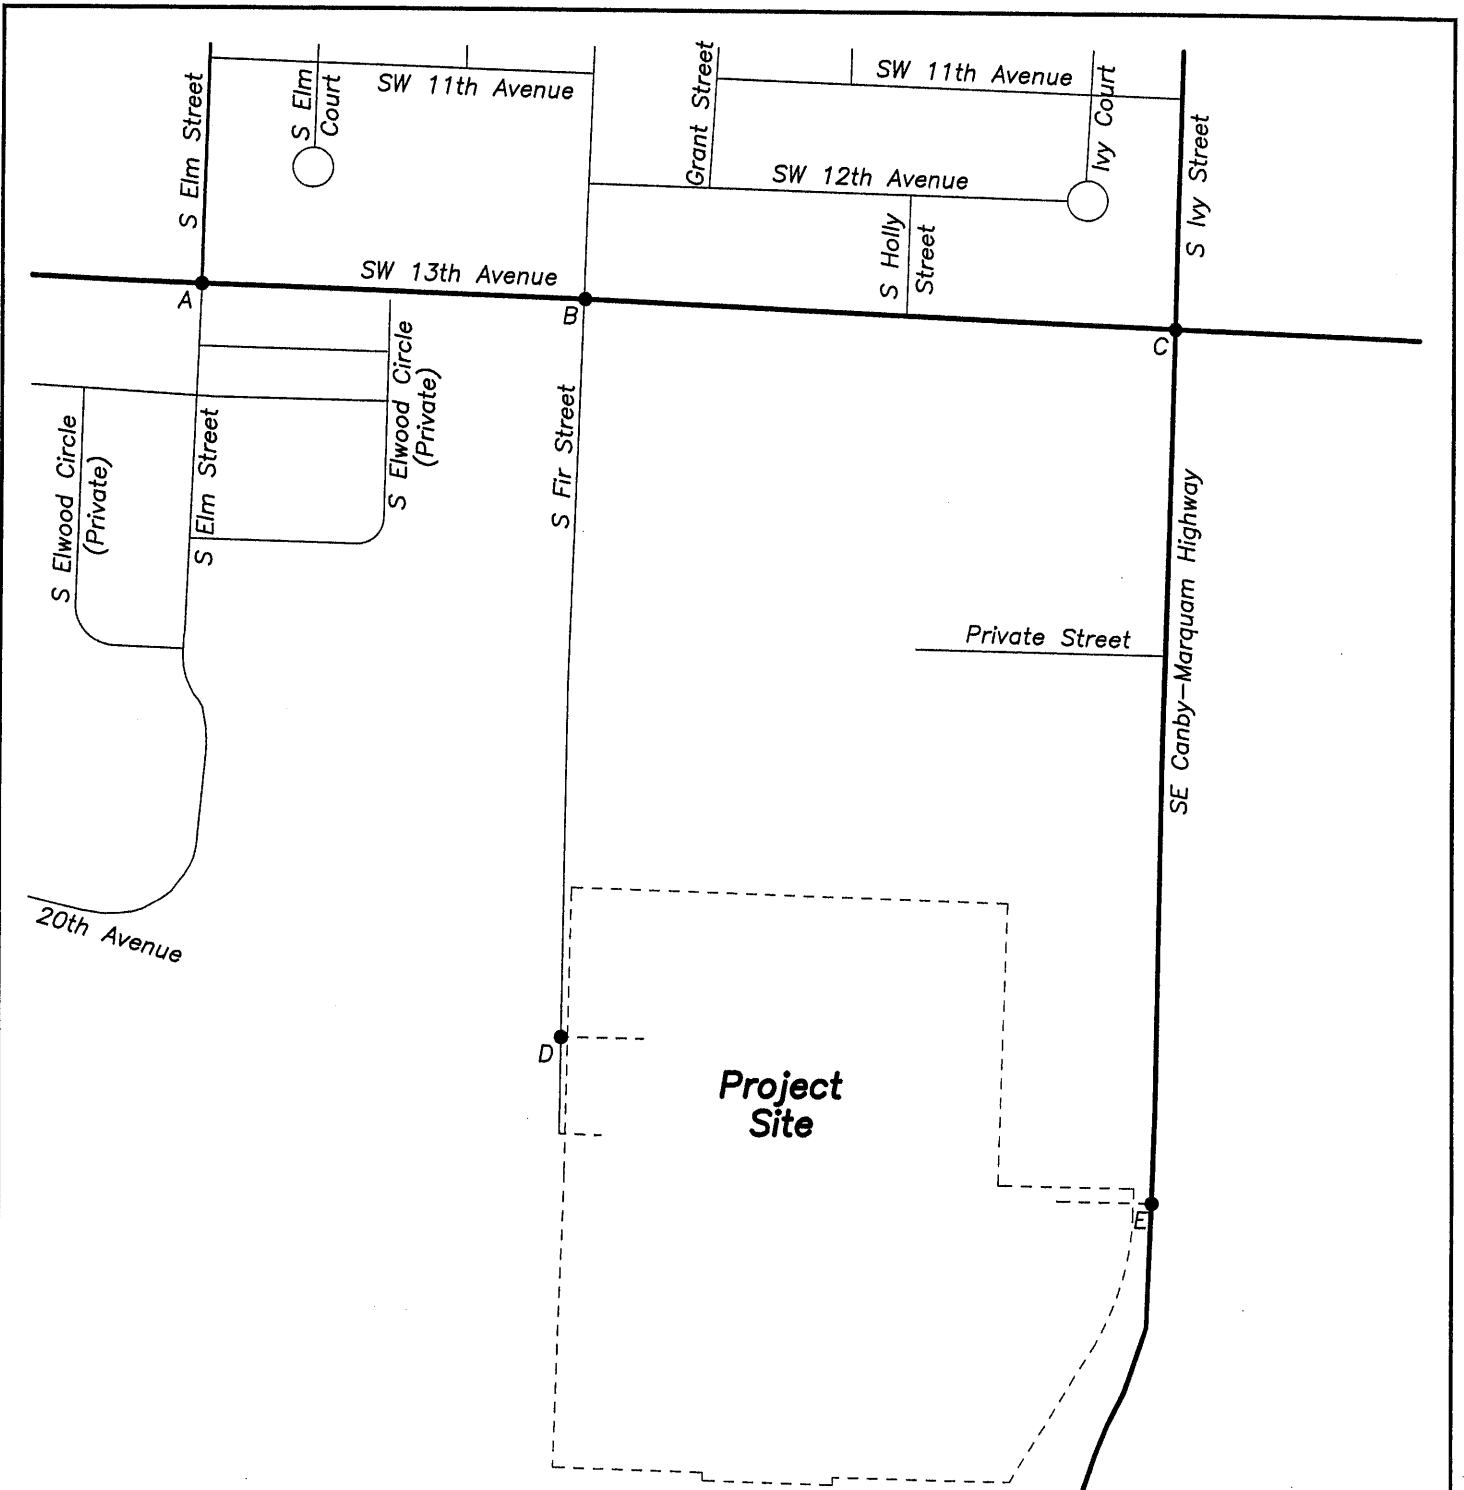 S Elm Street
S Elm
Court
SW 11th Avenue
Grant Street
SW 11th Avenue
Ivy Court
S Ivy Street
SW 12th Avenue
S Holly
Street
SW 13th Avenue
A
B
C
S Elwood Circle
(Private)
S Elm Street
S Elwood Circle
(Private)
S Fir Street
SE Canby-Marquam Highway
Private Street
20th Avenue
D
Project
Site
E